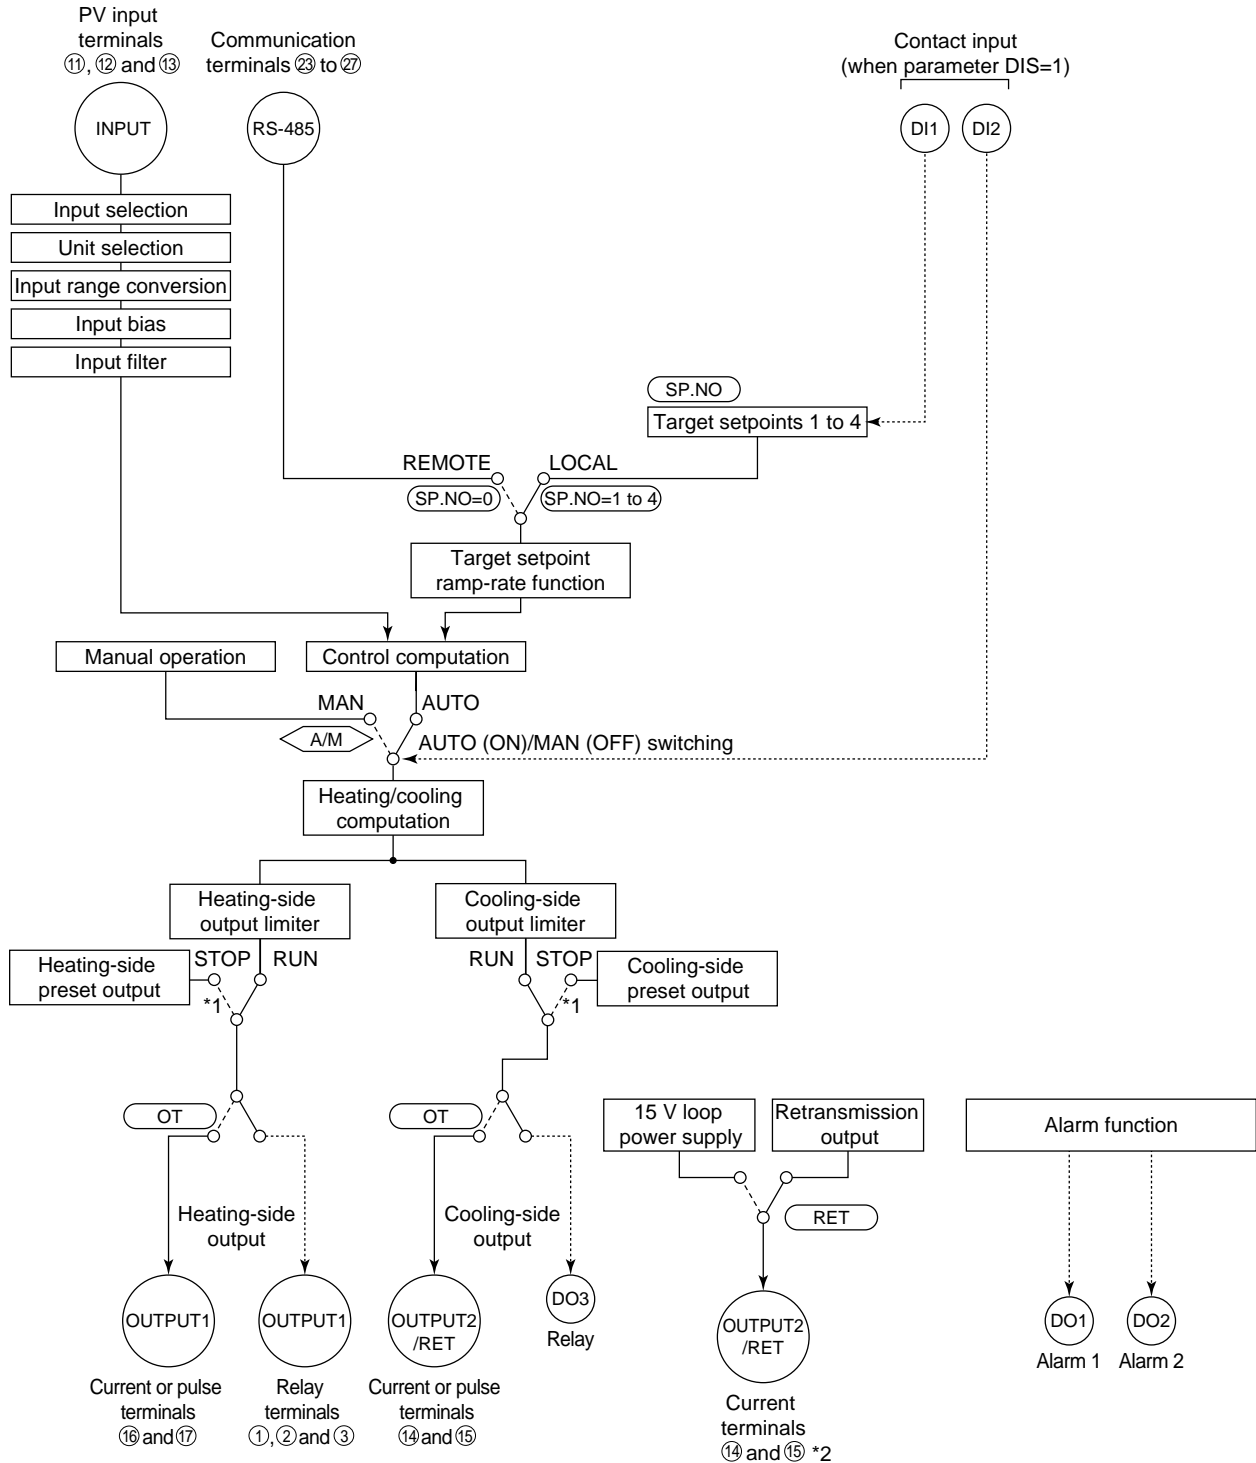 PV input
terminals
⑪, ⑫ and ⑬
Communication
terminals ㉓ to ㉗
Contact input
(when parameter DIS=1)
INPUT
RS-485
DI1
DI2
Input selection
Unit selection
Input range conversion
Input bias
Input filter
SP.NO
Target setpoints 1 to 4
REMOTE
LOCAL
SP.NO=0
SP.NO=1 to 4
Target setpoint
ramp-rate function
Manual operation
Control computation
MAN
AUTO
A/M
AUTO (ON)/MAN (OFF) switching
Heating/cooling
computation
Heating-side
output limiter
Cooling-side
output limiter
Heating-side
preset output
STOP
RUN
*1
RUN
STOP
*1
Cooling-side
preset output
OT
OT
15 V loop
power supply
Retransmission
output
Alarm function
RET
Heating-side
output
Cooling-side
output
OUTPUT1
OUTPUT1
OUTPUT2
/RET
DO3
Relay
OUTPUT2
/RET
DO1
DO2
Alarm 1
Alarm 2
Current or pulse
terminals
⑯ and ⑰
Relay
terminals
①, ② and ③
Current or pulse
terminals
⑭ and ⑮
Current
terminals
⑭ and ⑮ *2